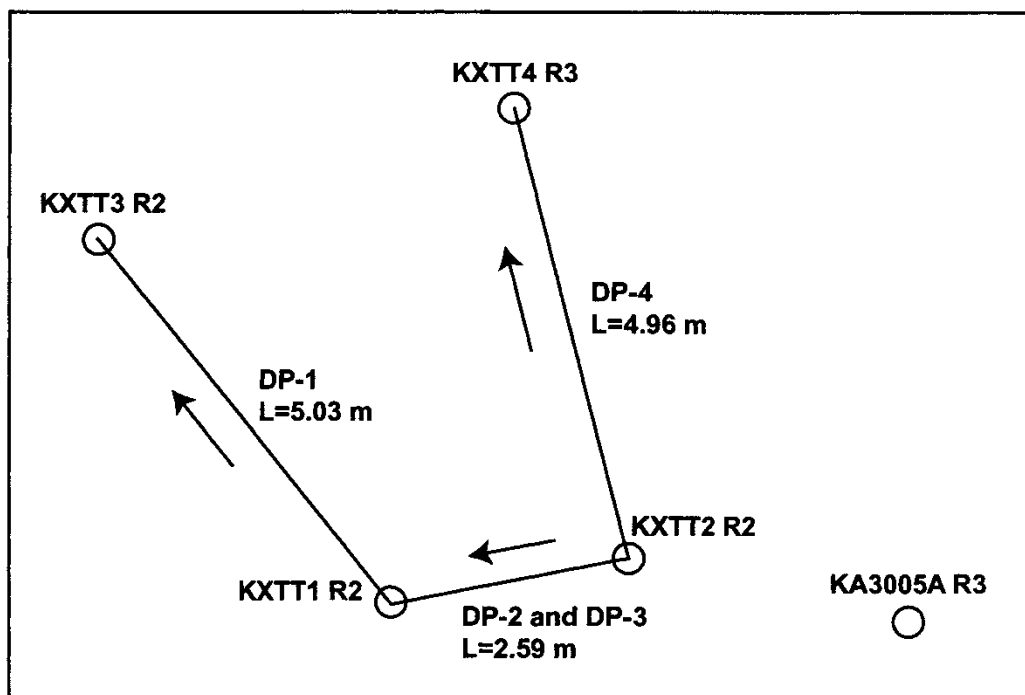 KXTT4 R3
KXTT3 R2
DP-4
L=4.96 m
DP-1
L=5.03 m
KXTT2 R2
KXTT1 R2
KA3005A R3
DP-2 and DP-3
L=2.59 m